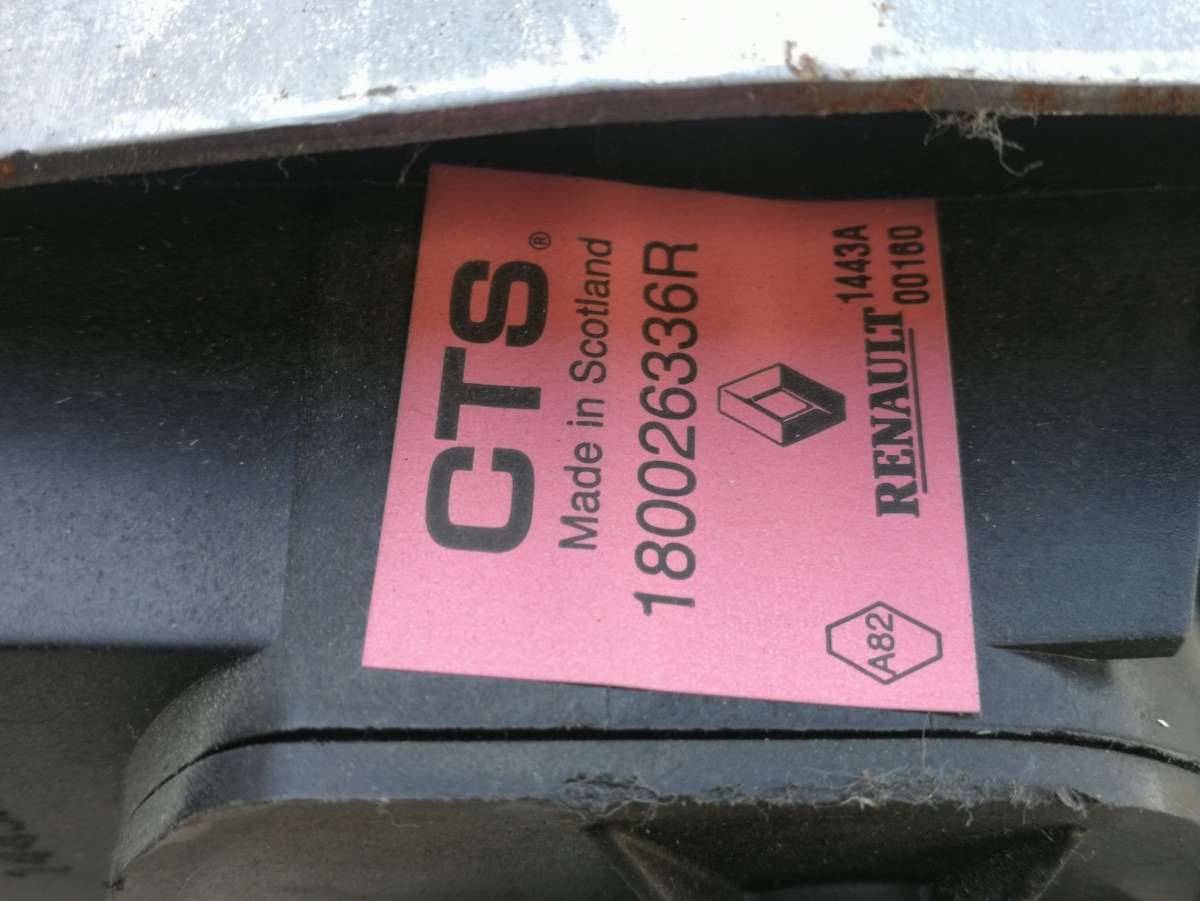 CTS®
Made in Scotland
180026336R
RENAULT
1443A
00160
A82